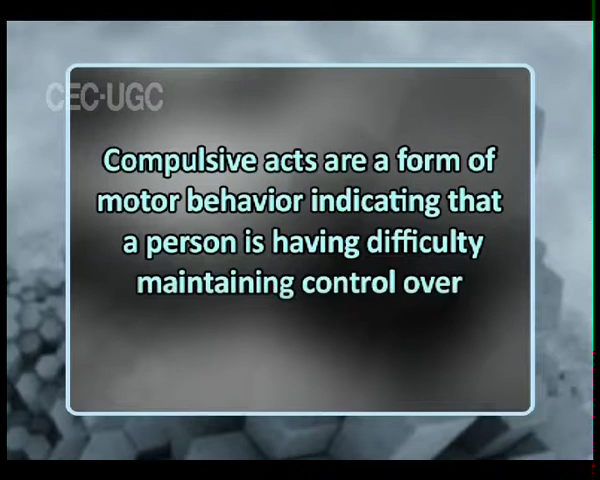 CEC-UGC
Compulsive acts are a form of
motor behavior indicating that
a person is having difficulty
maintaining control over